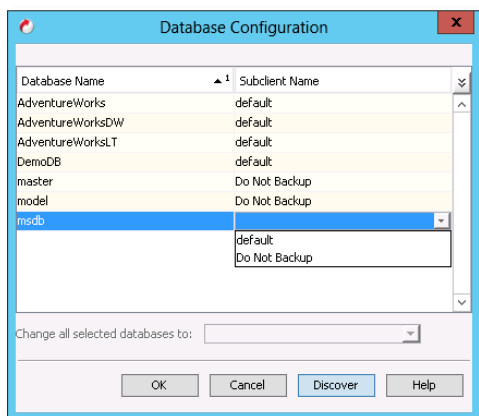 Database Configuration
x
Database Name 1 Subclient Name
AdventureWorks default
AdventureWorksDW default
AdventureWorksLT default
DemoDB default
master Do Not Backup
model Do Not Backup
msdb
default
Do Not Backup
Change all selected databases to:
OK Cancel Discover Help